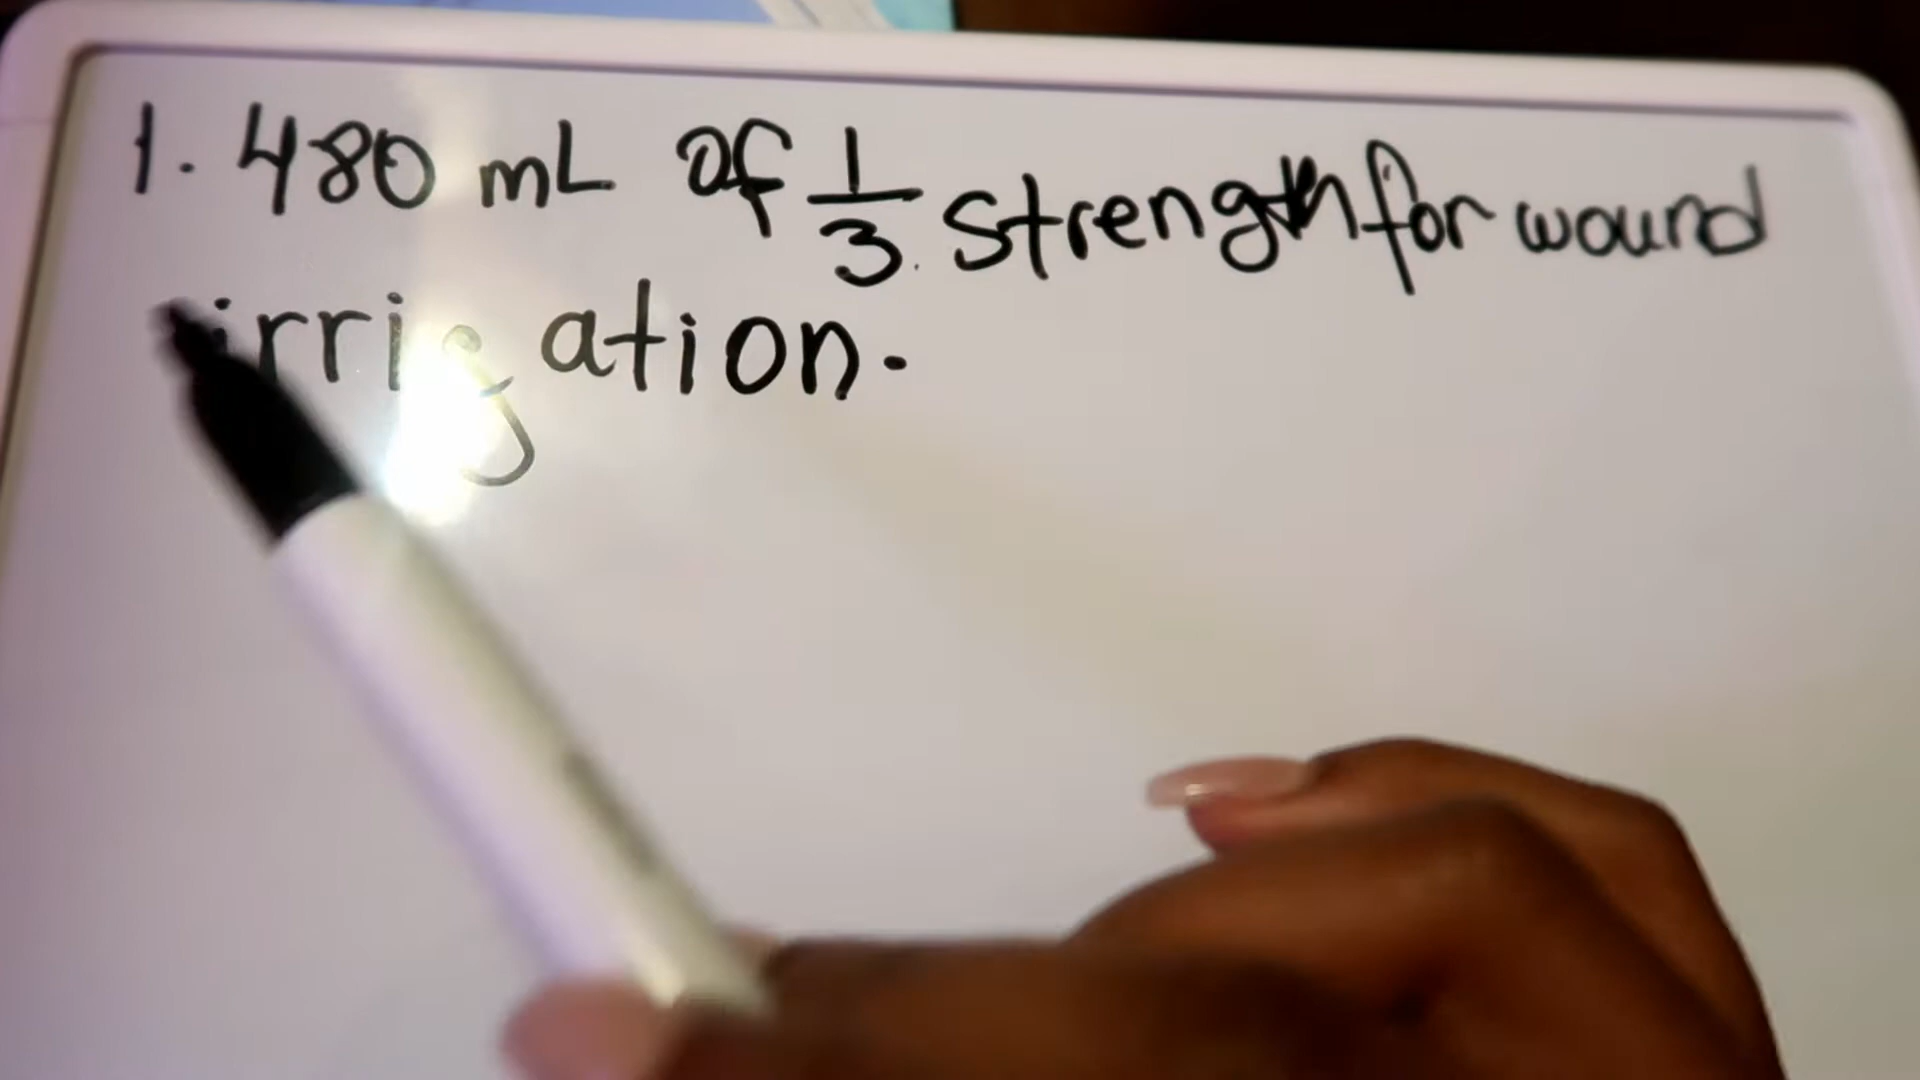 1. 480 mL of 1/3 strength for wound
irrigation.